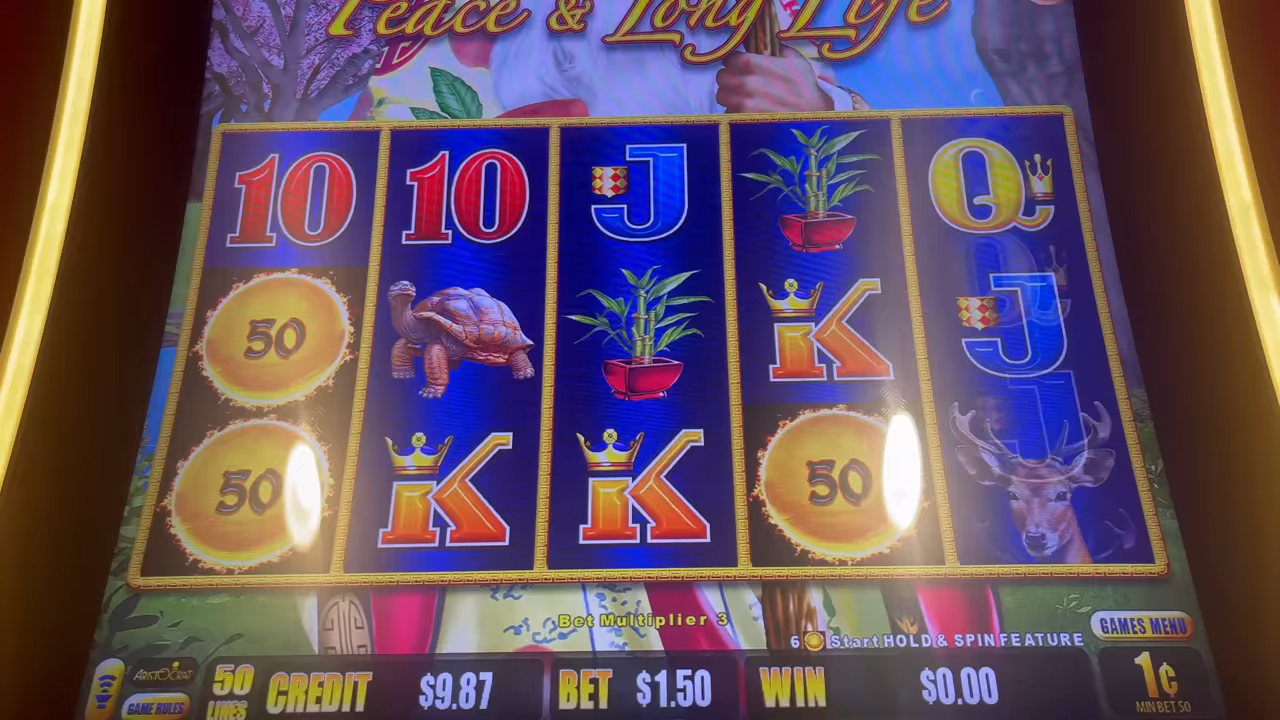 Peace & Long Life
10 10 J Q
50 K J
50 K K 50
Bet Multiplier 3
6 Start HOLD & SPIN FEATURE
GAMES MENU
ARISTOCRAT
GAME RULES
50 LINES
CREDIT $9.87
BET $1.50
WIN $0.00
1¢
MIN BET 50